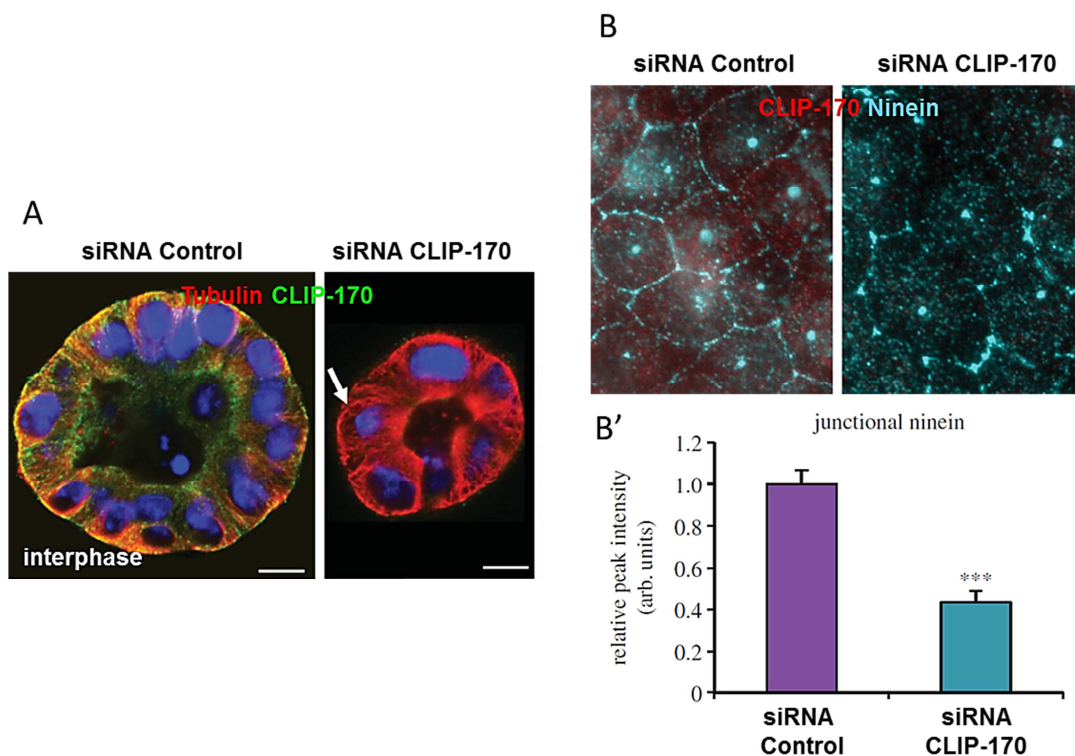 A
siRNA Control
siRNA CLIP-170
Tubulin CLIP-170
interphase
B
siRNA Control
siRNA CLIP-170
CLIP-170 Ninein
B’
junctional ninein
relative peak intensity
(arb. units)
1.2
1.0
0.8
0.6
0.4
0.2
0
***
siRNA
Control
siRNA
CLIP-170